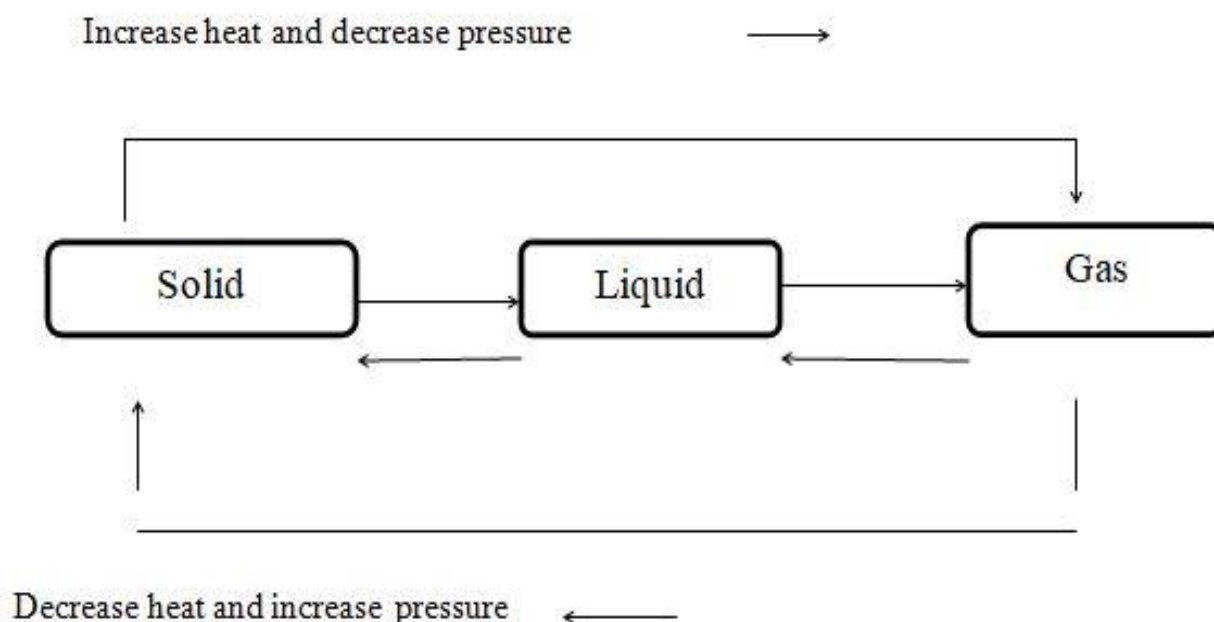 Increase heat and decrease pressure
Solid
Liquid
Gas
Decrease heat and increase pressure